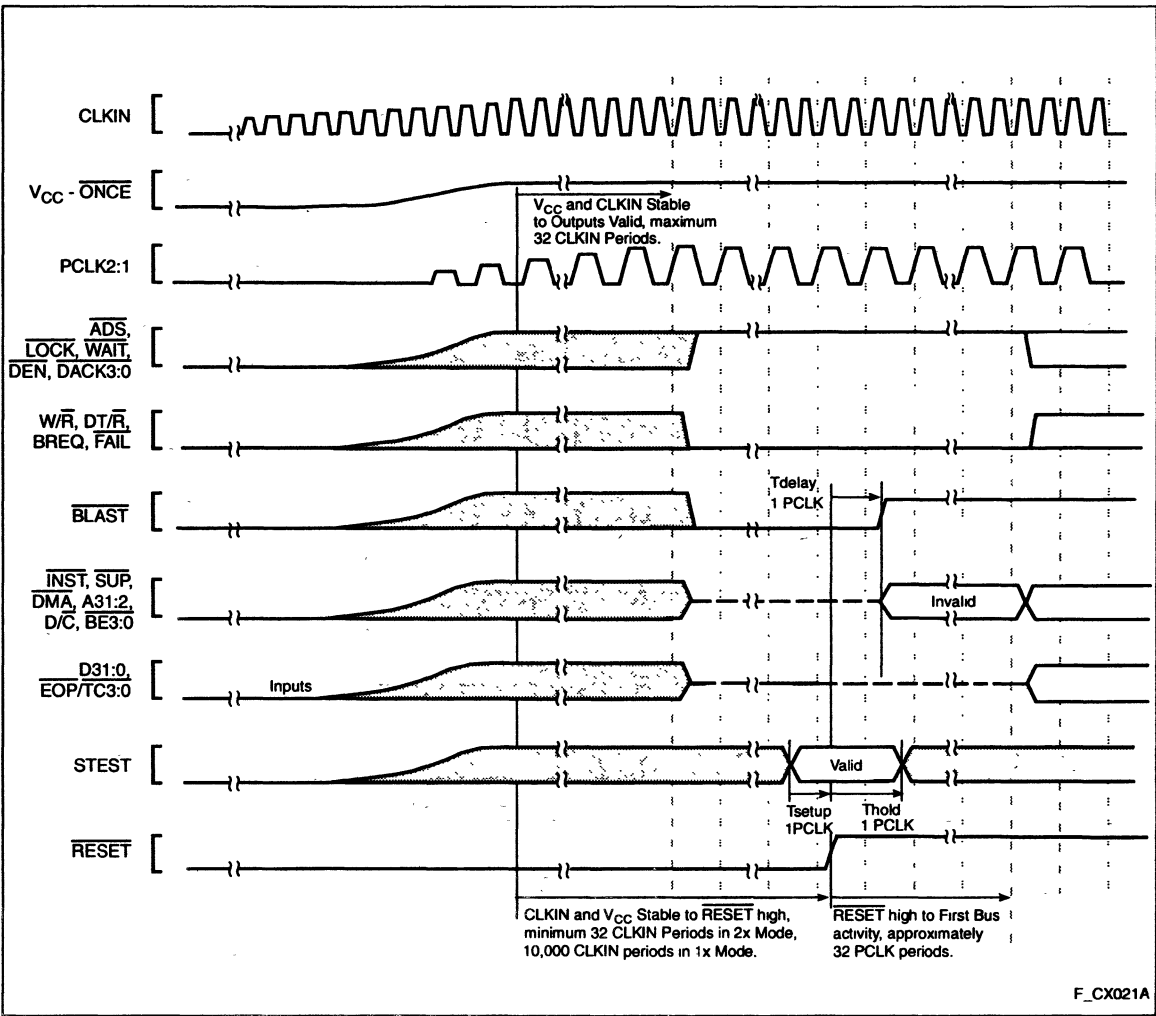 CLKIN
VCC - ONCE
VCC and CLKIN Stable
to Outputs Valid, maximum
32 CLKIN Periods.
PCLK2:1
ADS,
LOCK, WAIT,
DEN, DACK3:0
W/R, DT/R,
BREQ, FAIL
Tdelay
1 PCLK
BLAST
INST, SUP,
DMA, A31:2,
D/C, BE3:0
Invalid
D31:0,
EOP/TC3:0
Inputs
STEST
Valid
Tsetup
1PCLK
Thold
1 PCLK
RESET
CLKIN and VCC Stable to RESET high,
minimum 32 CLKIN Periods in 2x Mode,
10,000 CLKIN periods in 1x Mode.
RESET high to First Bus
activity, approximately
32 PCLK periods.
F_CX021A